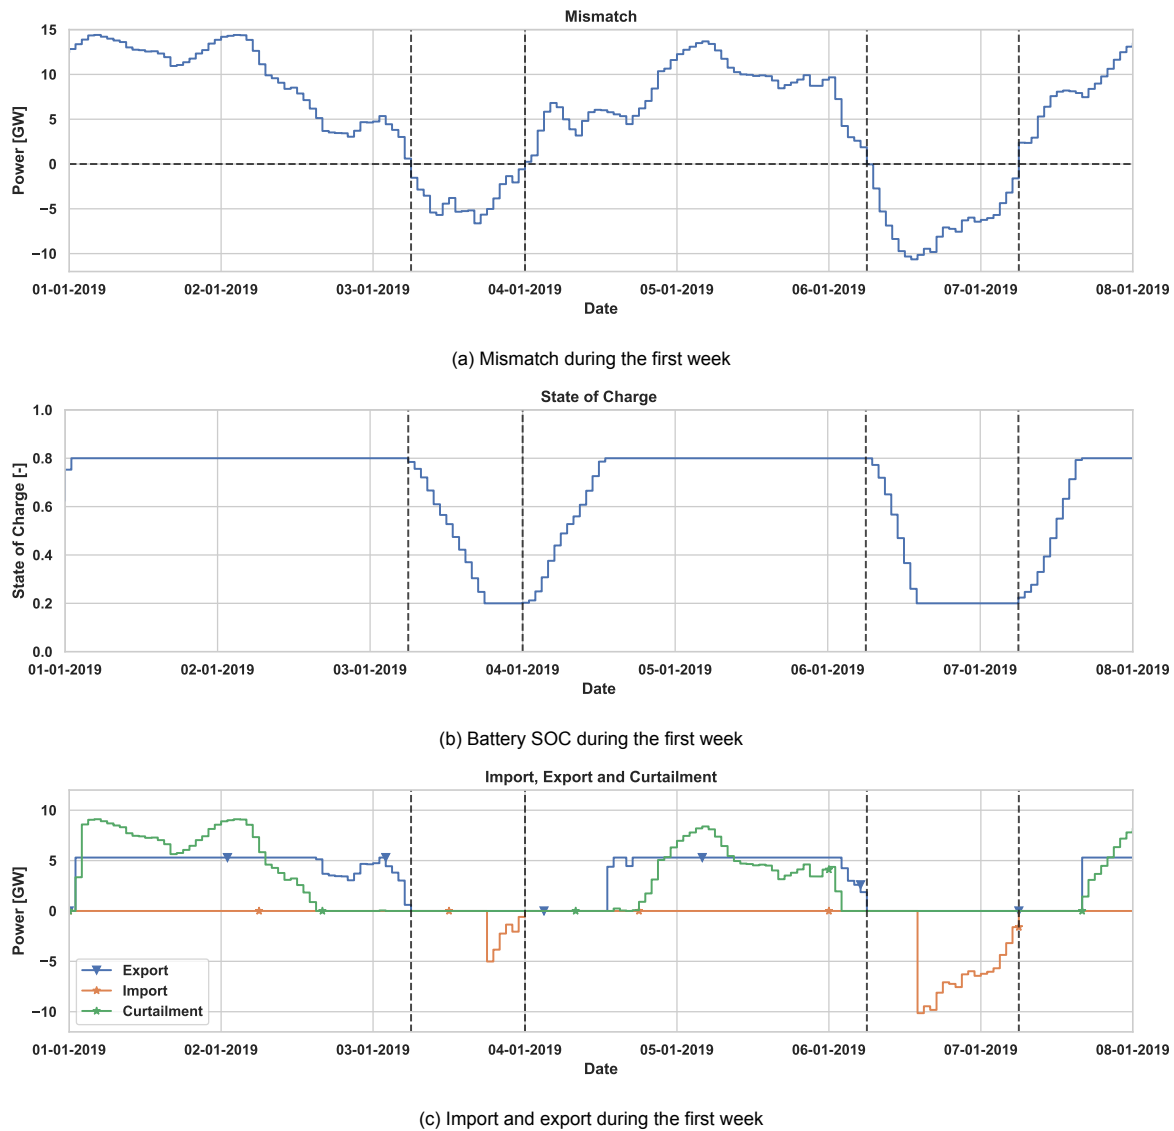 Mismatch
15
10
5
0
−5
−10
Power [GW]
01-01-2019 02-01-2019 03-01-2019 04-01-2019 05-01-2019 06-01-2019 07-01-2019 08-01-2019
Date
(a) Mismatch during the first week
State of Charge
1.0
0.8
0.6
0.4
0.2
0.0
State of Charge [-]
01-01-2019 02-01-2019 03-01-2019 04-01-2019 05-01-2019 06-01-2019 07-01-2019 08-01-2019
Date
(b) Battery SOC during the first week
Import, Export and Curtailment
10
5
0
−5
−10
Power [GW]
Export
Import
Curtailment
01-01-2019 02-01-2019 03-01-2019 04-01-2019 05-01-2019 06-01-2019 07-01-2019 08-01-2019
Date
(c) Import and export during the first week